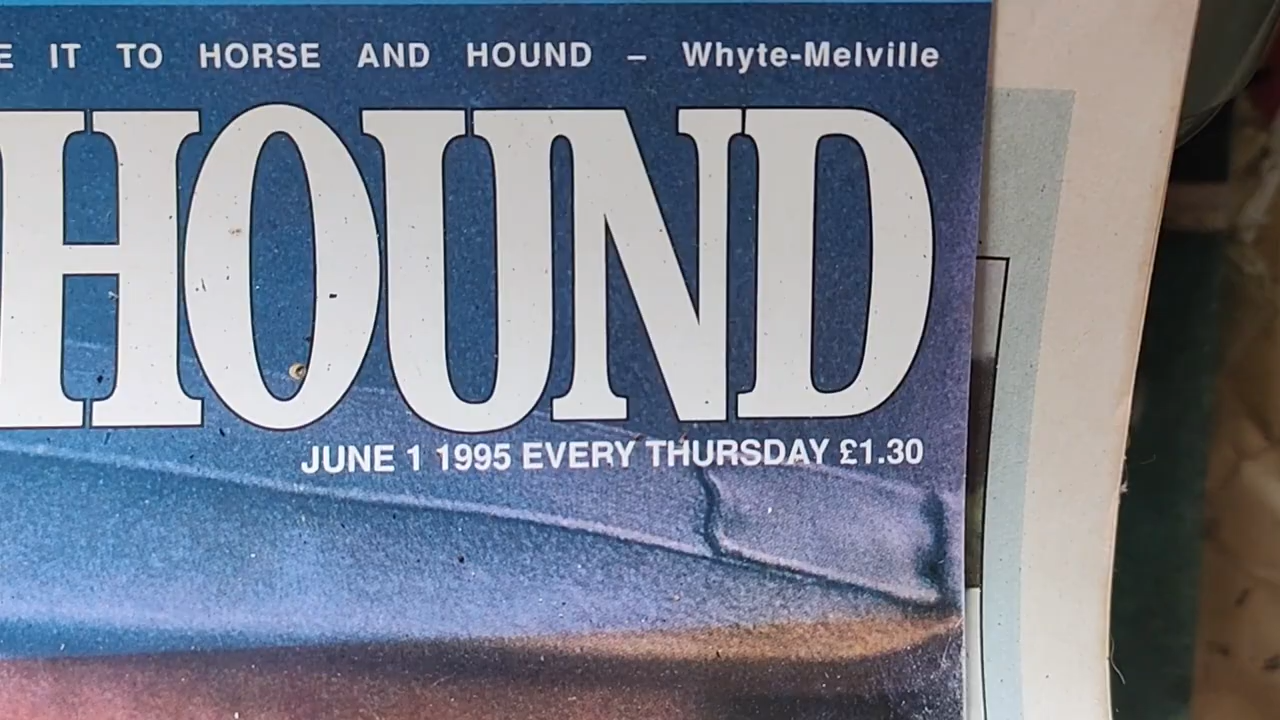 E IT TO HORSE AND HOUND – Whyte-Melville
HOUND
JUNE 1 1995 EVERY THURSDAY £1.30